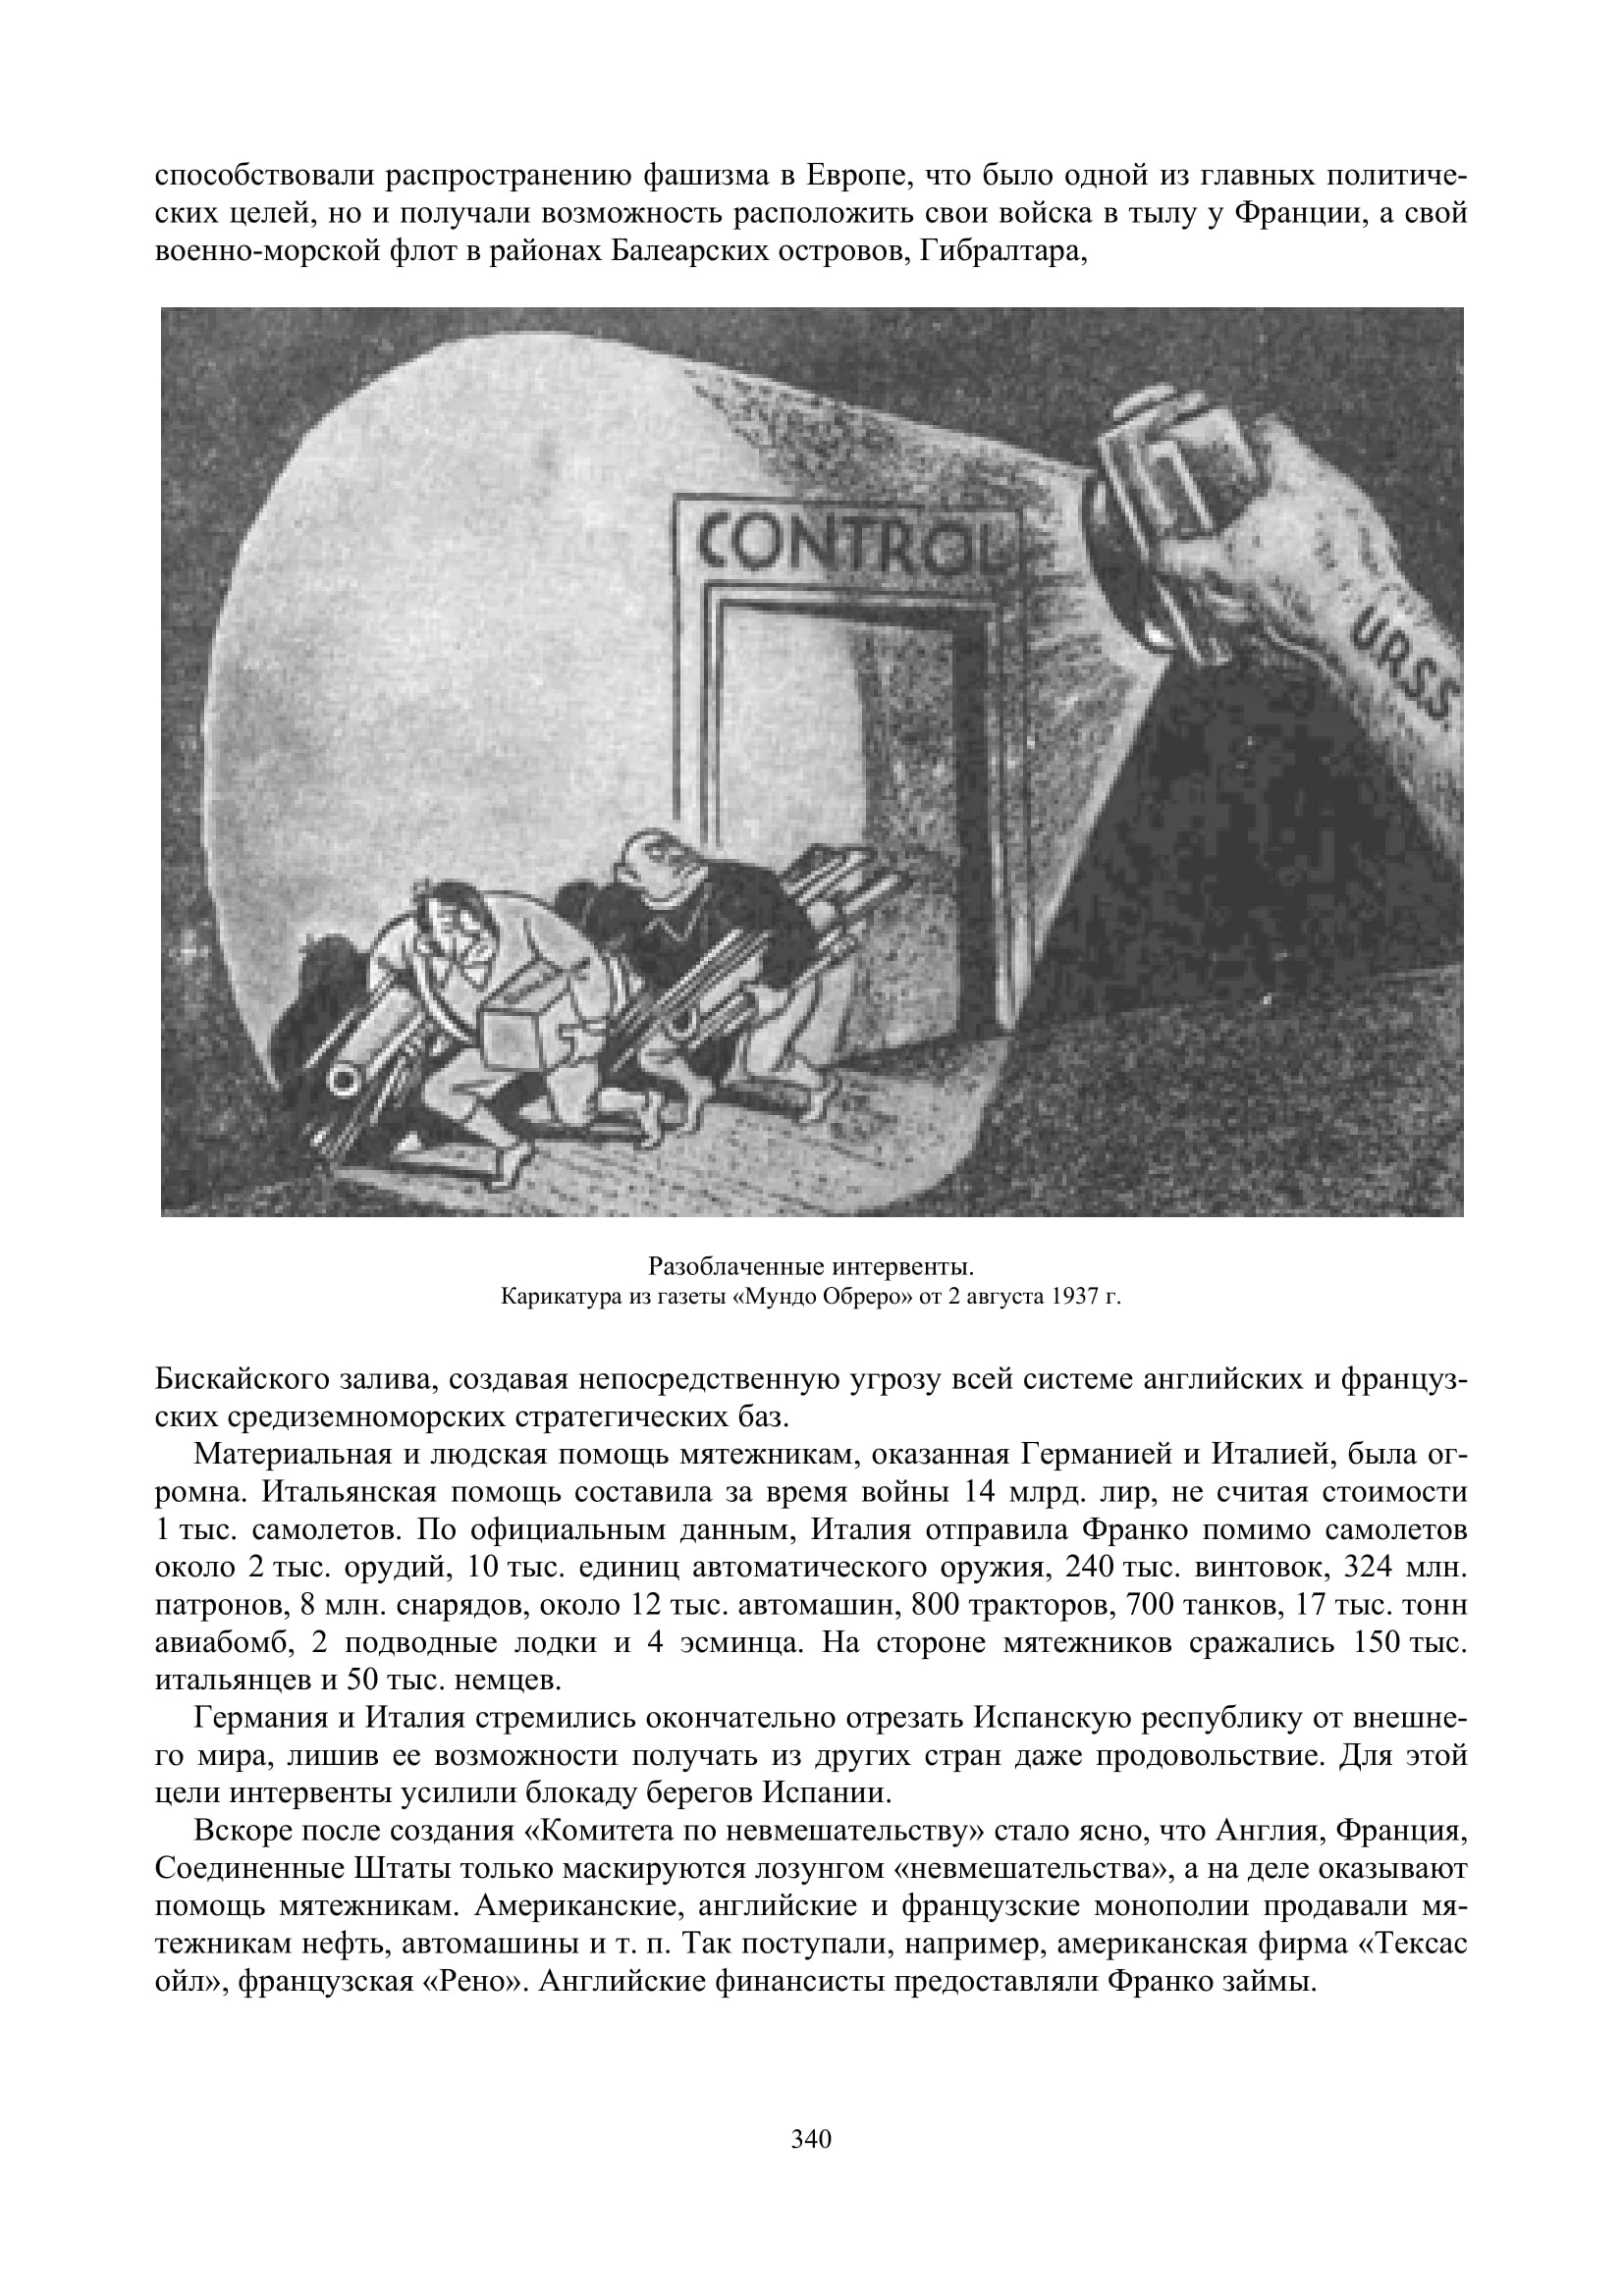 способствовали распространению фашизма в Европе, что было одной из главных политиче-
ских целей, но и получали возможность расположить свои войска в тылу у Франции, а свой
военно-морской флот в районах Балеарских островов, Гибралтара,
CONTROL
U.R.S.S.
Разоблаченные интервенты.
Карикатура из газеты «Мундо Обреро» от 2 августа 1937 г.
Бискайского залива, создавая непосредственную угрозу всей системе английских и француз-
ских средиземноморских стратегических баз.
Материальная и людская помощь мятежникам, оказанная Германией и Италией, была ог-
ромна. Итальянская помощь составила за время войны 14 млрд. лир, не считая стоимости
1 тыс. самолетов. По официальным данным, Италия отправила Франко помимо самолетов
около 2 тыс. орудий, 10 тыс. единиц автоматического оружия, 240 тыс. винтовок, 324 млн.
патронов, 8 млн. снарядов, около 12 тыс. автомашин, 800 тракторов, 700 танков, 17 тыс. тонн
авиабомб, 2 подводные лодки и 4 эсминца. На стороне мятежников сражались 150 тыс.
итальянцев и 50 тыс. немцев.
Германия и Италия стремились окончательно отрезать Испанскую республику от внешне-
го мира, лишив ее возможности получать из других стран даже продовольствие. Для этой
цели интервенты усилили блокаду берегов Испании.
Вскоре после создания «Комитета по невмешательству» стало ясно, что Англия, Франция,
Соединенные Штаты только маскируются лозунгом «невмешательства», а на деле оказывают
помощь мятежникам. Американские, английские и французские монополии продавали мя-
тежникам нефть, автомашины и т. п. Так поступали, например, американская фирма «Тексас
ойл», французская «Рено». Английские финансисты предоставляли Франко займы.
340